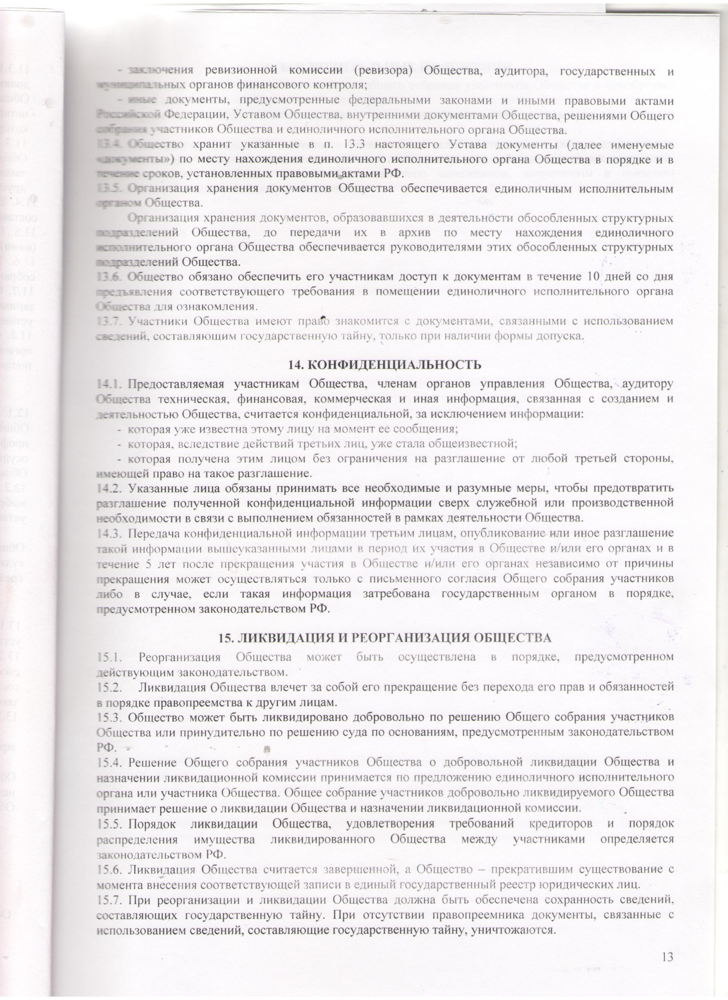 - заключения ревизионной комиссии (ревизора) Общества, аудитора, государственных и
муниципальных органов финансового контроля;
- иные документы, предусмотренные федеральными законами и иными правовыми актами
Российской Федерации, Уставом Общества, внутренними документами Общества, решениями Общего
собрания участников Общества и единоличного исполнительного органа Общества.
13.4. Общество хранит указанные в п. 13.3 настоящего Устава документы (далее именуемые
«документы») по месту нахождения единоличного исполнительного органа Общества в порядке и в
течение сроков, установленных правовыми актами РФ.
13.5. Организация хранения документов Общества обеспечивается единоличным исполнительным
органом Общества.
Организация хранения документов, образовавшихся в деятельности обособленных структурных
подразделений Общества, до передачи их в архив по месту нахождения единоличного
исполнительного органа Общества обеспечивается руководителями этих обособленных структурных
подразделений Общества.
13.6. Общество обязано обеспечить его участникам доступ к документам в течение 10 дней со дня
предъявления соответствующего требования в помещении единоличного исполнительного органа
Общества для ознакомления.
13.7. Участники Общества имеют право знакомится с документами, связанными с использованием
сведений, составляющим государственную тайну, только при наличии формы допуска.
14. КОНФИДЕНЦИАЛЬНОСТЬ
14.1. Предоставляемая участникам Общества, членам органов управления Общества, аудитору
Общества техническая, финансовая, коммерческая и иная информация, связанная с созданием и
деятельностью Общества, считается конфиденциальной, за исключением информации:
- которая уже известна этому лицу на момент ее сообщения;
- которая, вследствие действий третьих лиц, уже стала общеизвестной;
- которая получена этим лицом без ограничения на разглашение от любой третьей стороны,
имеющей право на такое разглашение.
14.2. Указанные лица обязаны принимать все необходимые и разумные меры, чтобы предотвратить
разглашение полученной конфиденциальной информации сверх служебной или производственной
необходимости в связи с выполнением обязанностей в рамках деятельности Общества.
14.3. Передача конфиденциальной информации третьим лицам, опубликование или иное разглашение
такой информации вышеуказанными лицами в период их участия в Обществе и/или его органах и в
течение 5 лет после прекращения участия в Обществе и/или его органах независимо от причины
прекращения может осуществляться только с письменного согласия Общего собрания участников
либо в случае, если такая информация затребована государственным органом в порядке,
предусмотренном законодательством РФ.
15. ЛИКВИДАЦИЯ И РЕОРГАНИЗАЦИЯ ОБЩЕСТВА
15.1. Реорганизация Общества может быть осуществлена в порядке, предусмотренном
действующим законодательством.
15.2. Ликвидация Общества влечет за собой его прекращение без перехода его прав и обязанностей
в порядке правопреемства к другим лицам.
15.3. Общество может быть ликвидировано добровольно по решению Общего собрания участников
Общества или принудительно по решению суда по основаниям, предусмотренным законодательством
РФ.
15.4. Решение Общего собрания участников Общества о добровольной ликвидации Общества и
назначении ликвидационной комиссии принимается по предложению единоличного исполнительного
органа или участника Общества. Общее собрание участников добровольно ликвидируемого Общества
принимает решение о ликвидации Общества и назначении ликвидационной комиссии.
15.5. Порядок ликвидации Общества, удовлетворения требований кредиторов и порядок
распределения имущества ликвидированного Общества между участниками определяется
законодательством РФ.
15.6. Ликвидация Общества считается завершенной, а Общество – прекратившим существование с
момента внесения соответствующей записи в единый государственный реестр юридических лиц.
15.7. При реорганизации и ликвидации Общества должна быть обеспечена сохранность сведений,
составляющих государственную тайну. При отсутствии правопреемника документы, связанные с
использованием сведений, составляющие государственную тайну, уничтожаются.
13